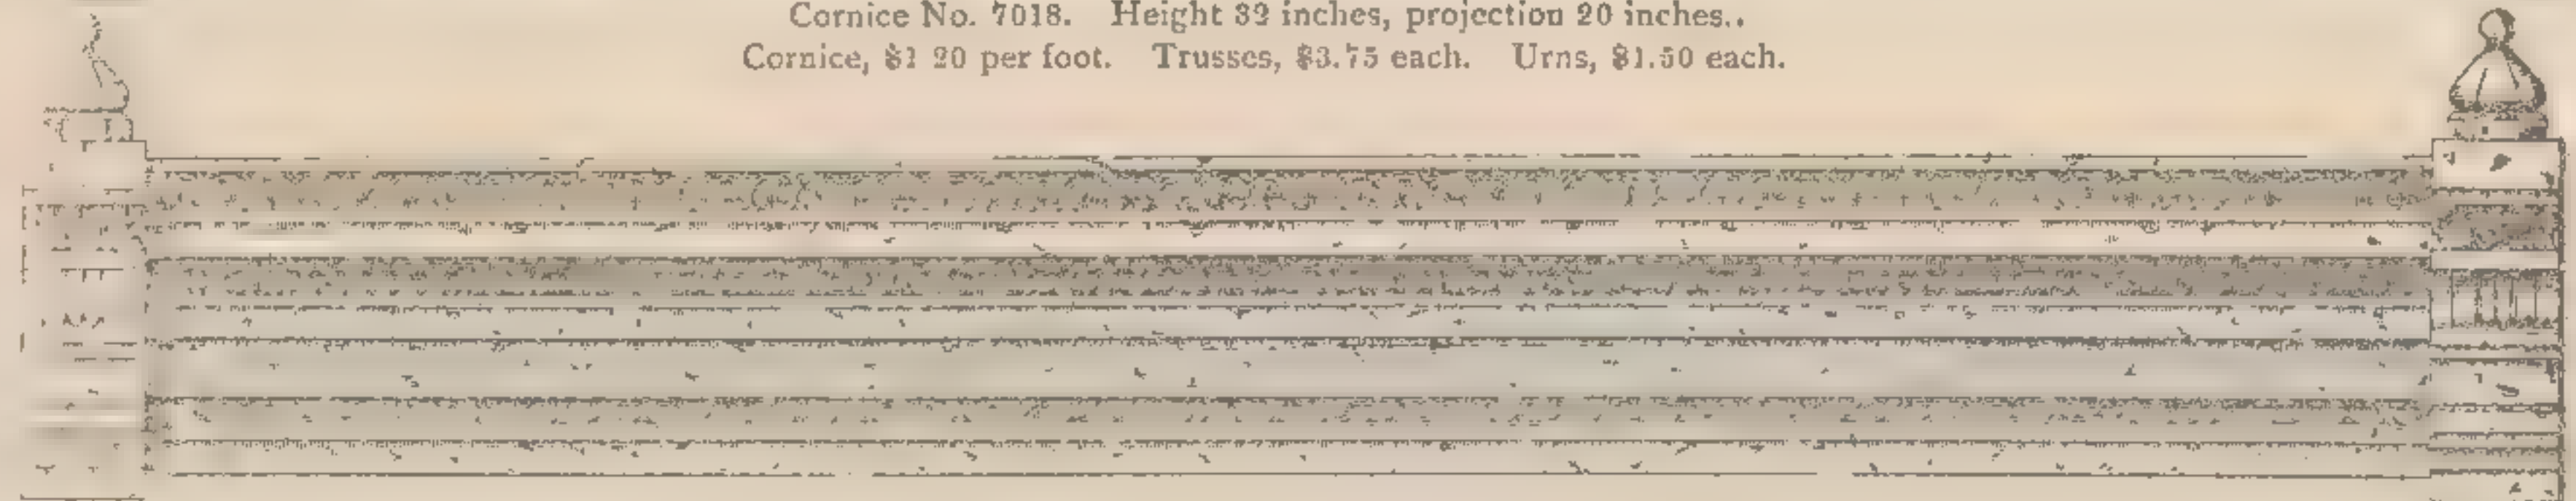 Cornice No. 7018. Height 32 inches, projection 20 inches..
Cornice, $1 20 per foot. Trusses, $3.75 each. Urns, $1.50 each.